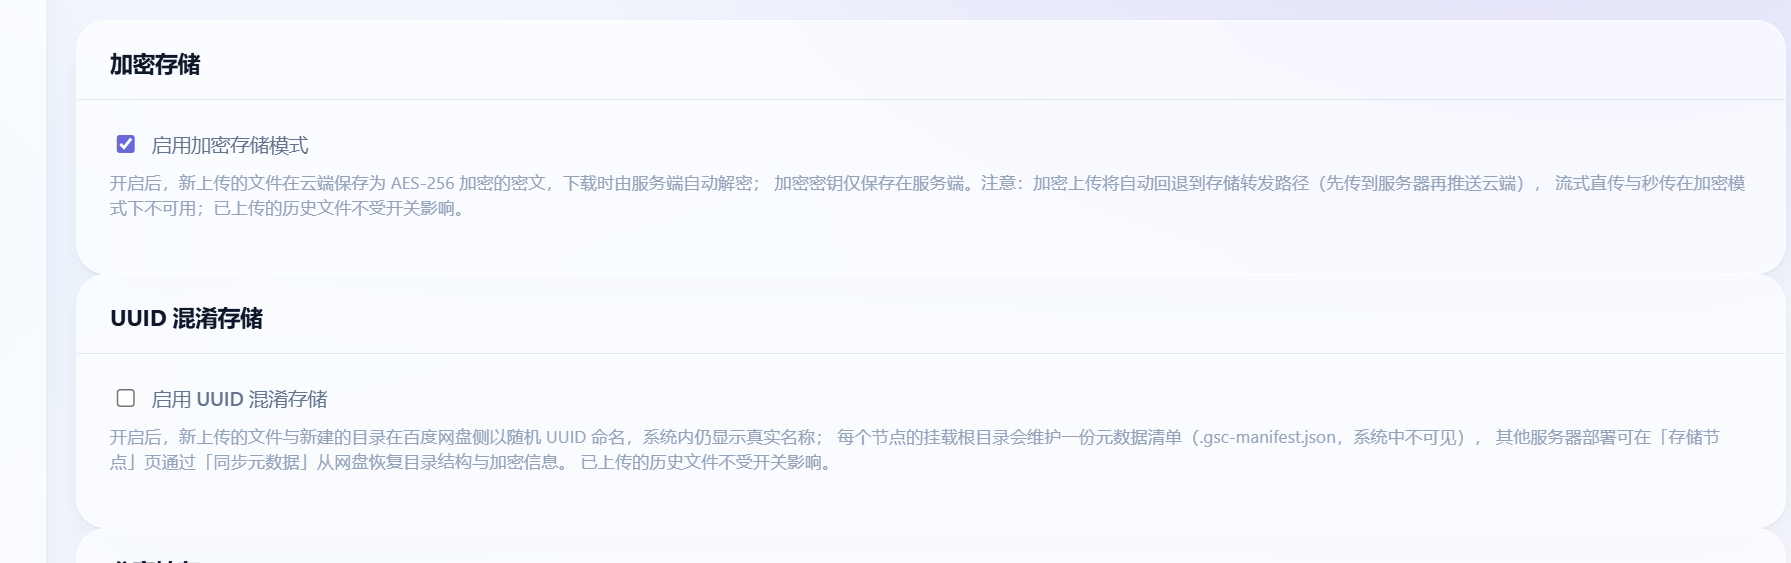 加密存储
启用加密存储模式
开启后，新上传的文件在云端保存为 AES-256 加密的密文，下载时由服务端自动解密； 加密密钥仅保存在服务端。注意：加密上传将自动回退到存储转发路径（先传到服务器再推送云端）， 流式直传与秒传在加密模
式下不可用；已上传的历史文件不受开关影响。
UUID 混淆存储
启用 UUID 混淆存储
开启后，新上传的文件与新建的目录在百度网盘侧以随机 UUID 命名，系统内仍显示真实名称； 每个节点的挂载根目录会维护一份元数据清单（.gsc-manifest.json，系统中不可见）， 其他服务器部署可在「存储节
点」页通过「同步元数据」从网盘恢复目录结构与加密信息。 已上传的历史文件不受开关影响。